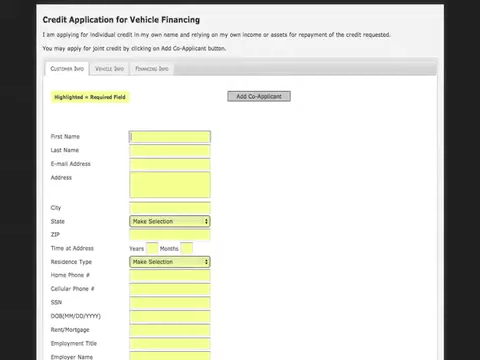 Credit Application for Vehicle Financing
I am applying for individual credit in my own name and relying on my own income or assets for repayment of the credit requested.
You may apply for joint credit by clicking on Add Co-Applicant button.
Customer Info Vehicle Info Financing Info
Highlighted = Required Field Add Co-Applicant
First Name
Last Name
E-mail Address
Address
City
State Make Selection
ZIP
Time at Address Years Months
Residence Type Make Selection
Home Phone #
Cellular Phone #
SSN
DOB(MM/DD/YYYY)
Rent/Mortgage
Employment Title
Employer Name